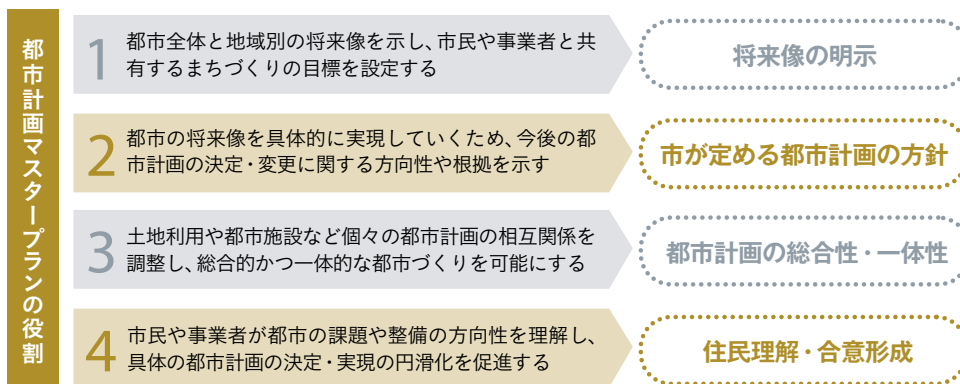 都市計画マスタープランの役割
1
都市全体と地域別の将来像を示し、市民や事業者と共
有するまちづくりの目標を設定する
将来像の明示
2
都市の将来像を具体的に実現していくため、今後の都
市計画の決定・変更に関する方向性や根拠を示す
市が定める都市計画の方針
3
土地利用や都市施設など個々の都市計画の相互関係を
調整し、総合的かつ一体的な都市づくりを可能にする
都市計画の総合性・一体性
4
市民や事業者が都市の課題や整備の方向性を理解し、
具体の都市計画の決定・実現の円滑化を促進する
住民理解・合意形成